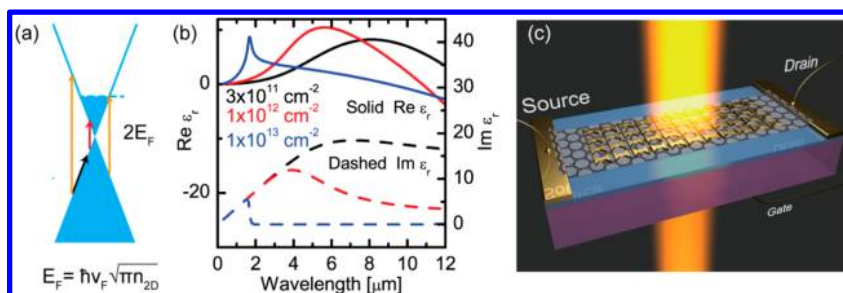 (a)
2E_F
E_F = ħv_F√πn_2D
(b)
Re ε_r
0
-20
3x10^11 cm^-2
1x10^12 cm^-2
1x10^13 cm^-2
Solid Re ε_r
Dashed Im ε_r
40
30
20
10
0
Im ε_r
0 2 4 6 8 10 12
Wavelength [μm]
(c)
Source
Drain
Gate